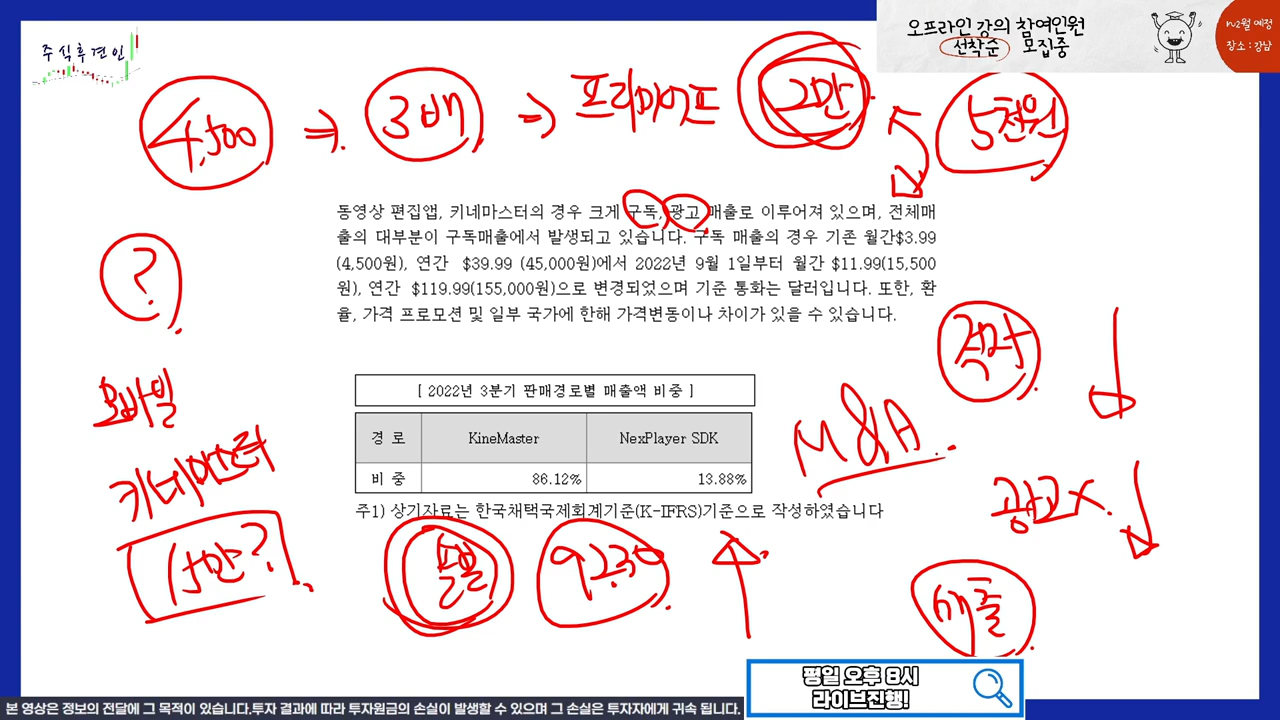 주식후견인
오프라인 강의 참여인원
선착순 모집중
1~2월 예정
장소 : 강남
4,500 ⇒ 3배 ⇒ 프리미어프 2만 5천원
동영상 편집앱, 키네마스터의 경우 크게 구독, 광고 매출로 이루어져 있으며, 전체매
출의 대부분이 구독매출에서 발생되고 있습니다. 구독 매출의 경우 기존 월간$3.99
(4,500원), 연간 $39.99 (45,000원)에서 2022년 9월 1일부터 월간 $11.99(15,500
원), 연간 $119.99(155,000원)으로 변경되었으며 기준 통화는 달러입니다. 또한, 환
율, 가격 프로모션 및 일부 국가에 한해 가격변동이나 차이가 있을 수 있습니다.
?
모바일
키네마스터
15만?
적자
[ 2022년 3분기 판매경로별 매출액 비중 ]
경 로 KineMaster NexPlayer SDK
비 중 86.12% 13.88%
주1) 상기자료는 한국채택국제회계기준(K-IFRS)기준으로 작성하였습니다
M&A
광고X
9230
매출
평일 오후 8시
라이브진행!
본 영상은 정보의 전달에 그 목적이 있습니다.투자 결과에 따라 투자원금의 손실이 발생할 수 있으며 그 손실은 투자자에게 귀속 됩니다.